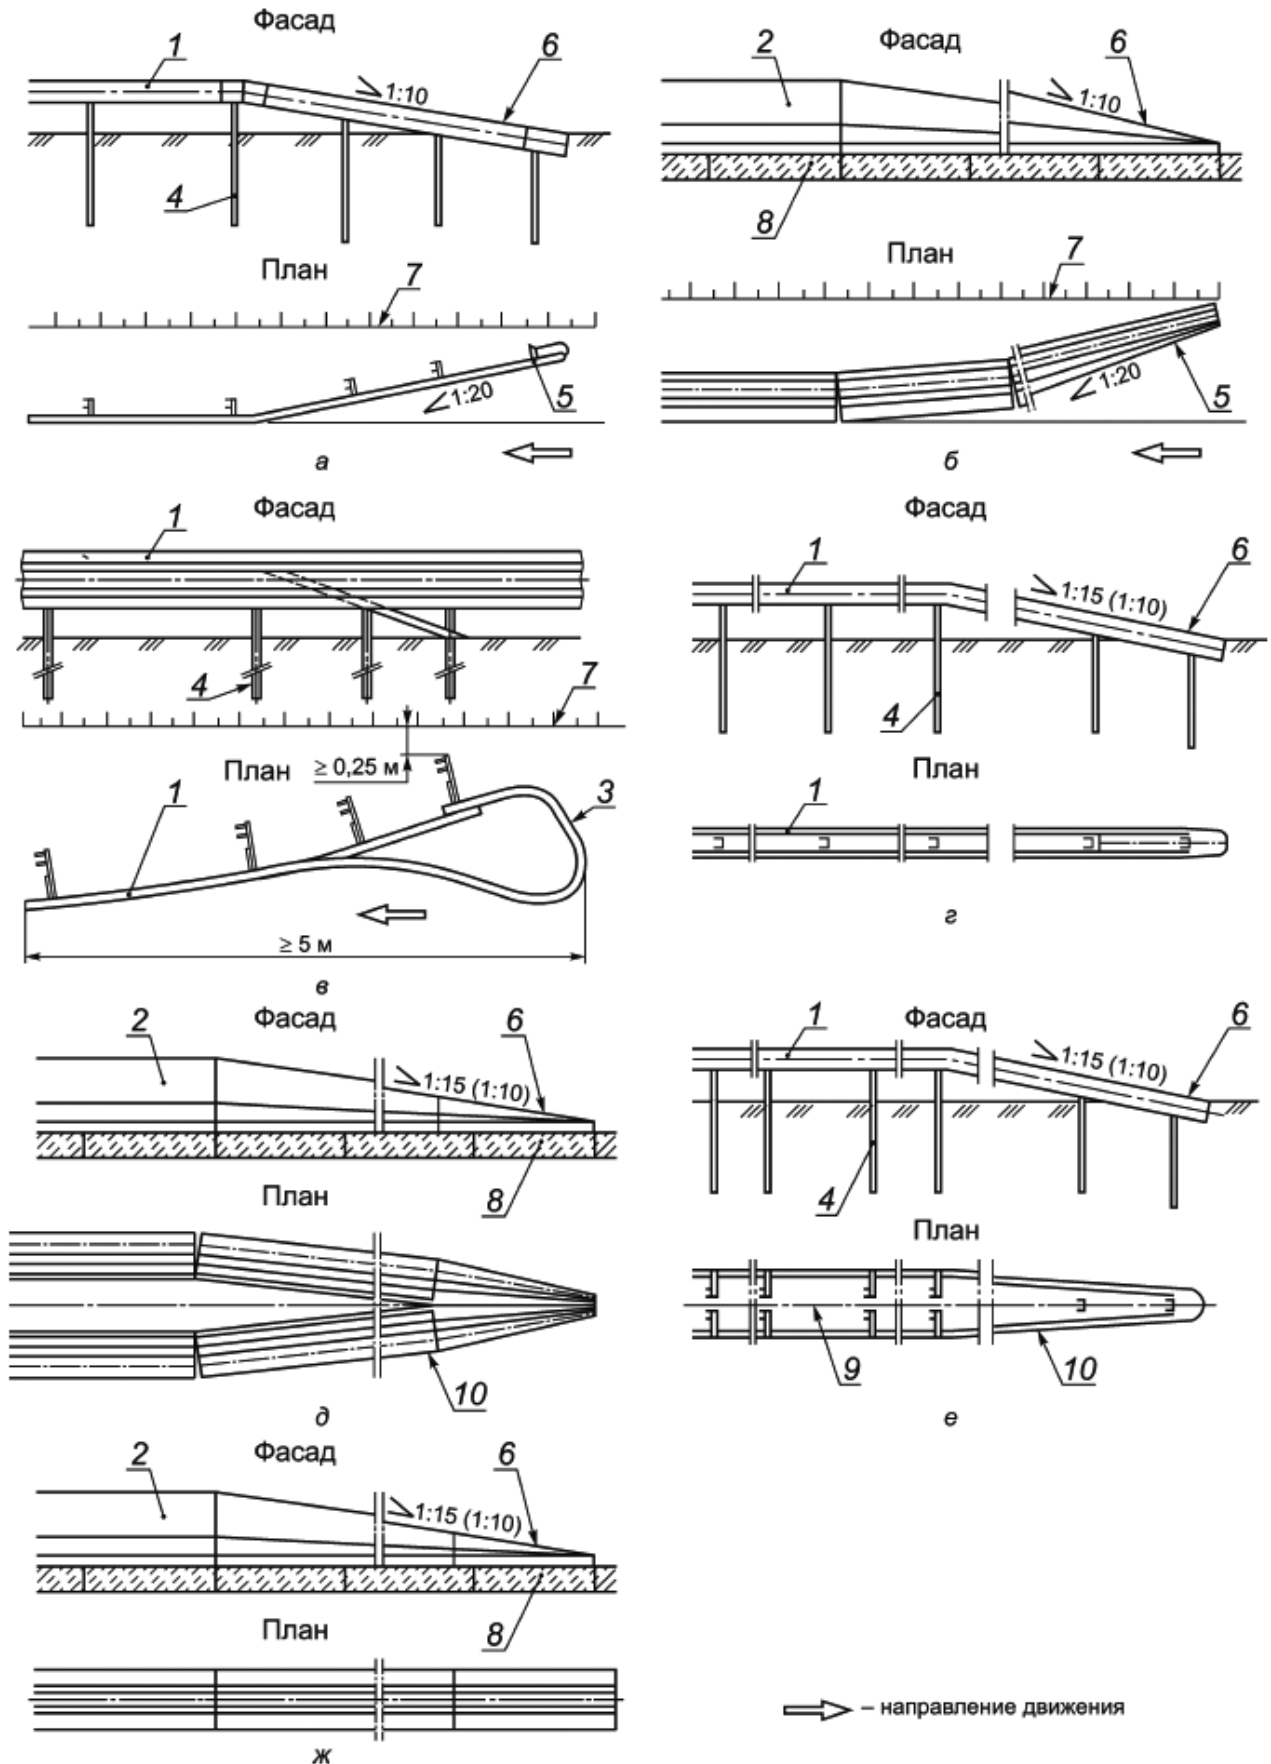 Фасад
1
6
1:10
4
План
7
1:20
5
а
Фасад
2
6
1:10
8
План
7
1:20
5
б
Фасад
1
4
7
План
≥ 0,25 м
1
3
≥ 5 м
в
Фасад
1
6
1:15 (1:10)
4
План
1
г
Фасад
2
6
1:15 (1:10)
План
8
10
д
Фасад
1
6
1:15 (1:10)
4
План
9
10
е
Фасад
2
6
1:15 (1:10)
План
8
ж
– направление движения